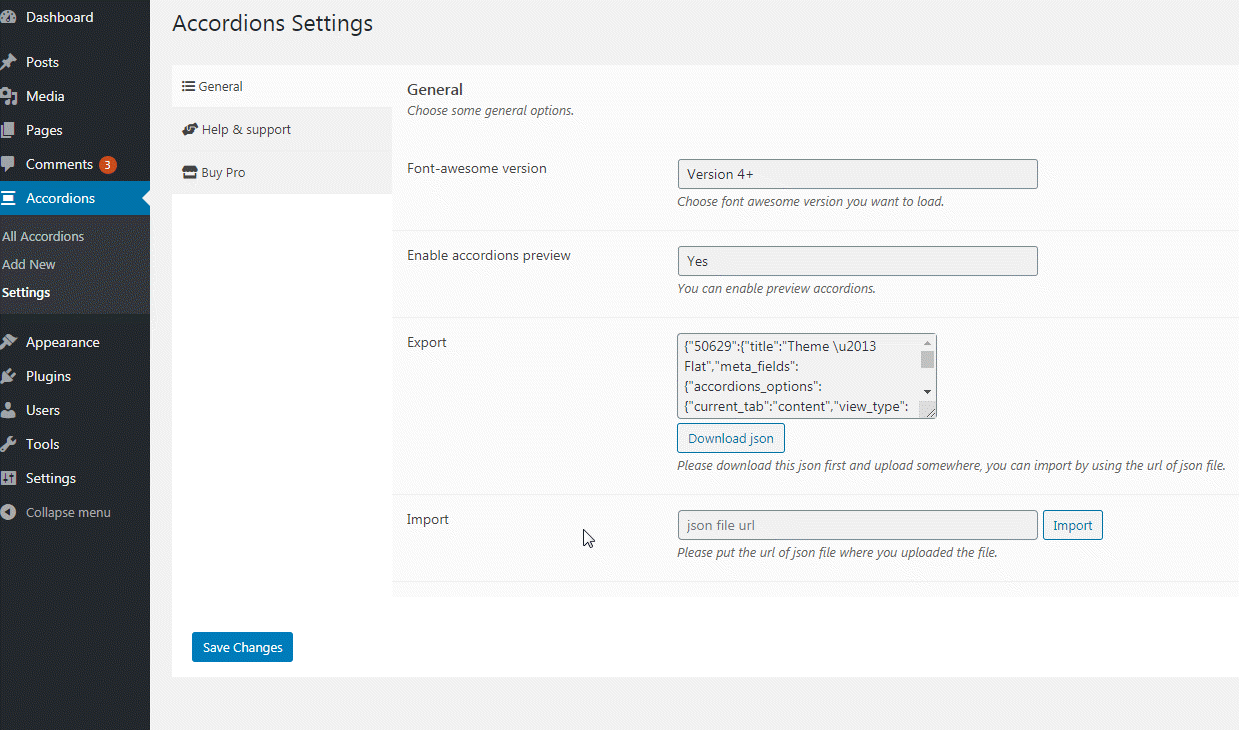 Dashboard
Posts
Media
Pages
Comments 3
Accordions
All Accordions
Add New
Settings
Appearance
Plugins
Users
Tools
Settings
Collapse menu
Accordions Settings
General
Help & support
Buy Pro
General
Choose some general options.
Font-awesome version
Version 4+
Choose font awesome version you want to load.
Enable accordions preview
Yes
You can enable preview accordions.
Export
{"50629":{"title":"Theme \u2013
Flat","meta_fields":
{"accordions_options":
{"current_tab":"content","view_type":
Download json
Please download this json first and upload somewhere, you can import by using the url of json file.
Import
json file url
Import
Please put the url of json file where you uploaded the file.
Save Changes